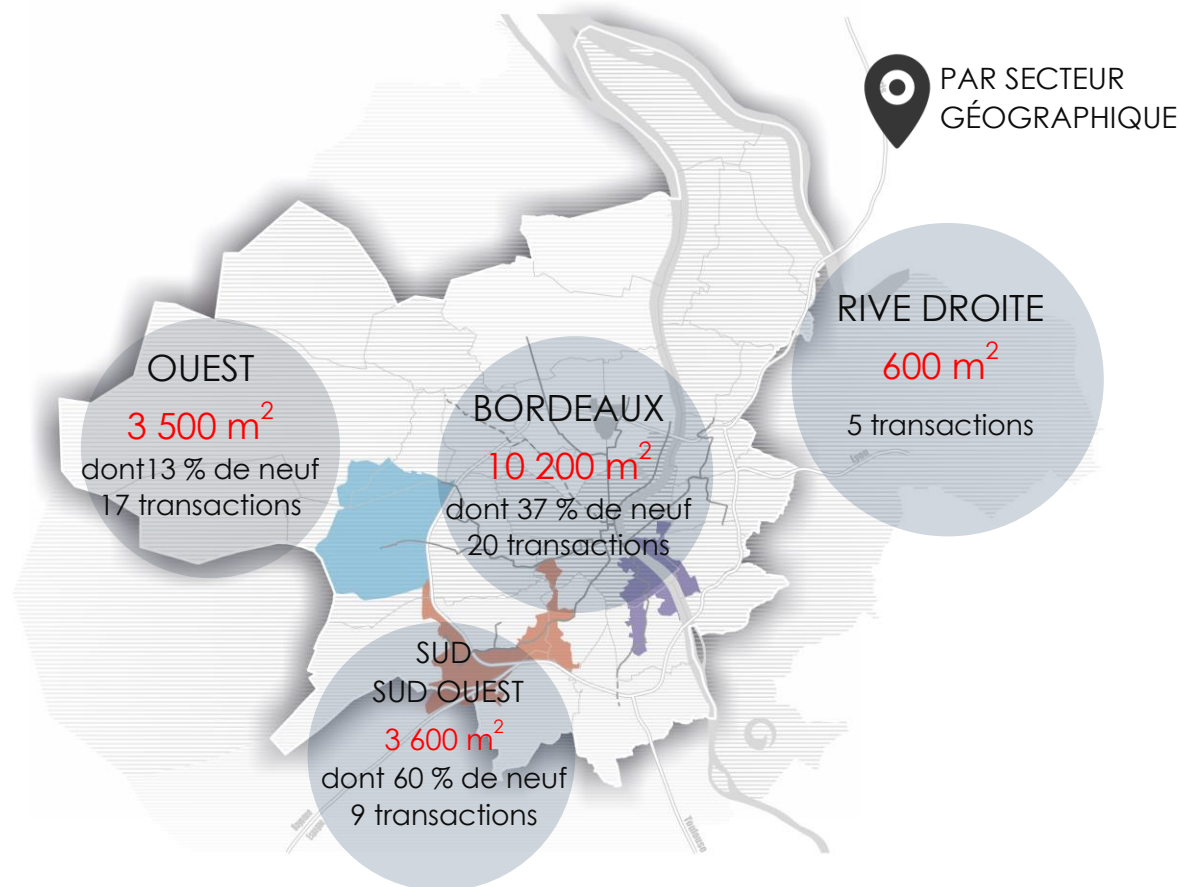 PAR SECTEUR
GÉOGRAPHIQUE
RIVE DROITE
600 m²
5 transactions
OUEST
3 500 m²
dont13 % de neuf
17 transactions
BORDEAUX
10 200 m²
dont 37 % de neuf
20 transactions
Lyon
SUD
SUD OUEST
3 600 m²
dont 60 % de neuf
9 transactions
Toulouse